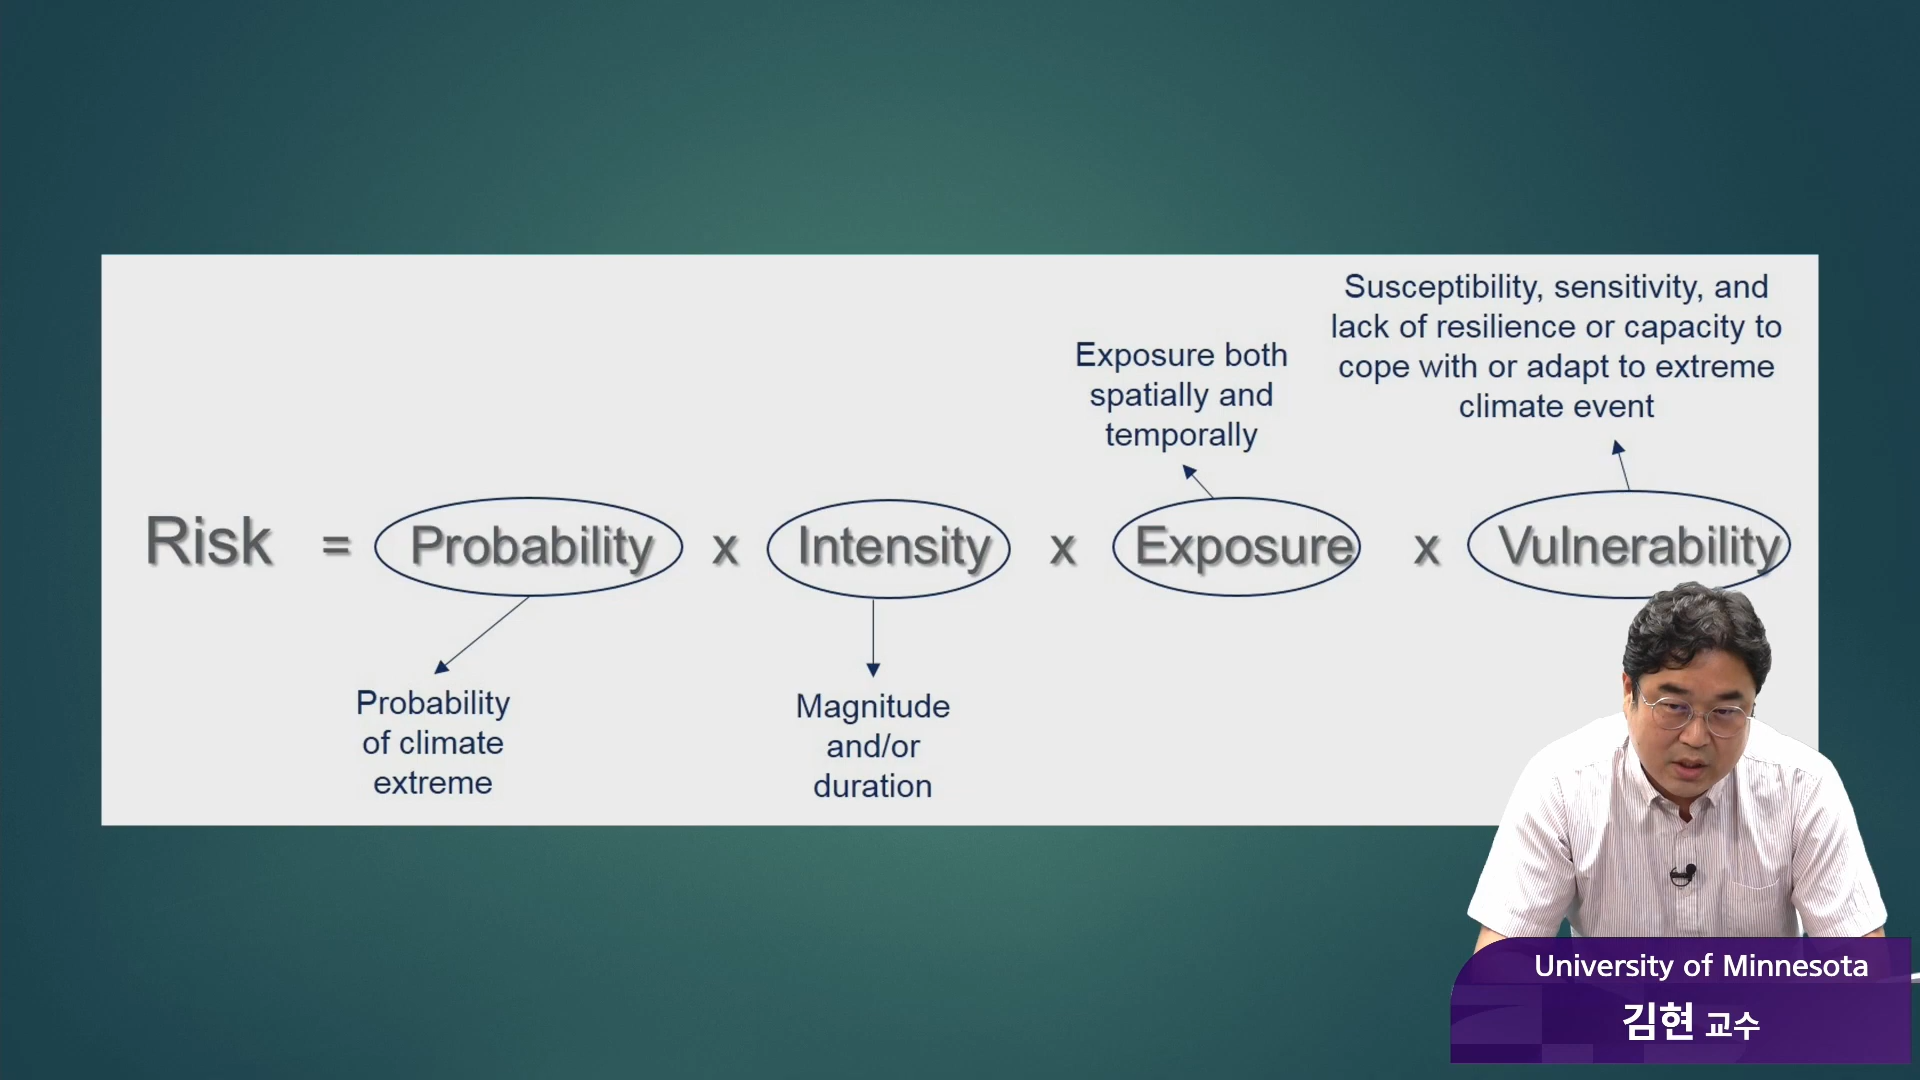 Susceptibility, sensitivity, and
lack of resilience or capacity to
cope with or adapt to extreme
climate event
Exposure both
spatially and
temporally
Risk = Probability x Intensity x Exposure x Vulnerability
Probability
of climate
extreme
Magnitude
and/or
duration
University of Minnesota
김현 교수